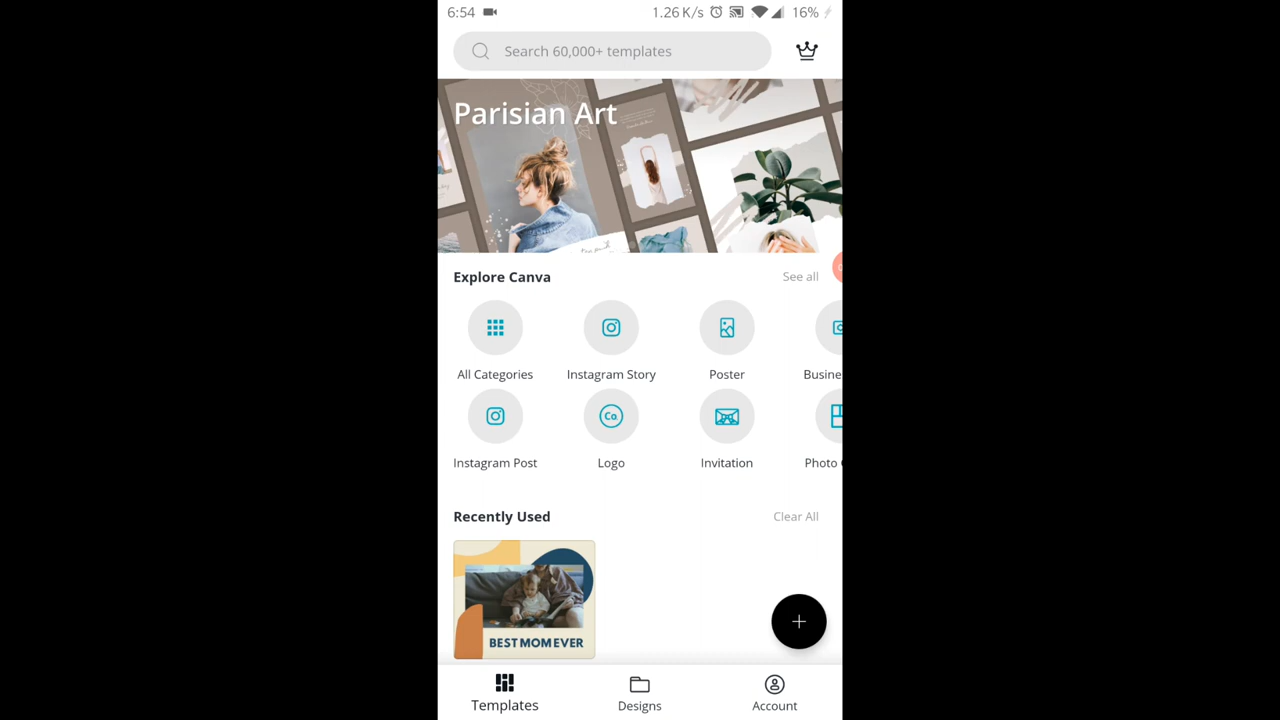 6:54 1.26 K/s 16%
Search 60,000+ templates
Parisian Art
Explore Canva See all
All Categories Instagram Story Poster Busine
Co
Instagram Post Logo Invitation Photo
Recently Used Clear All
BEST MOM EVER
Templates Designs Account